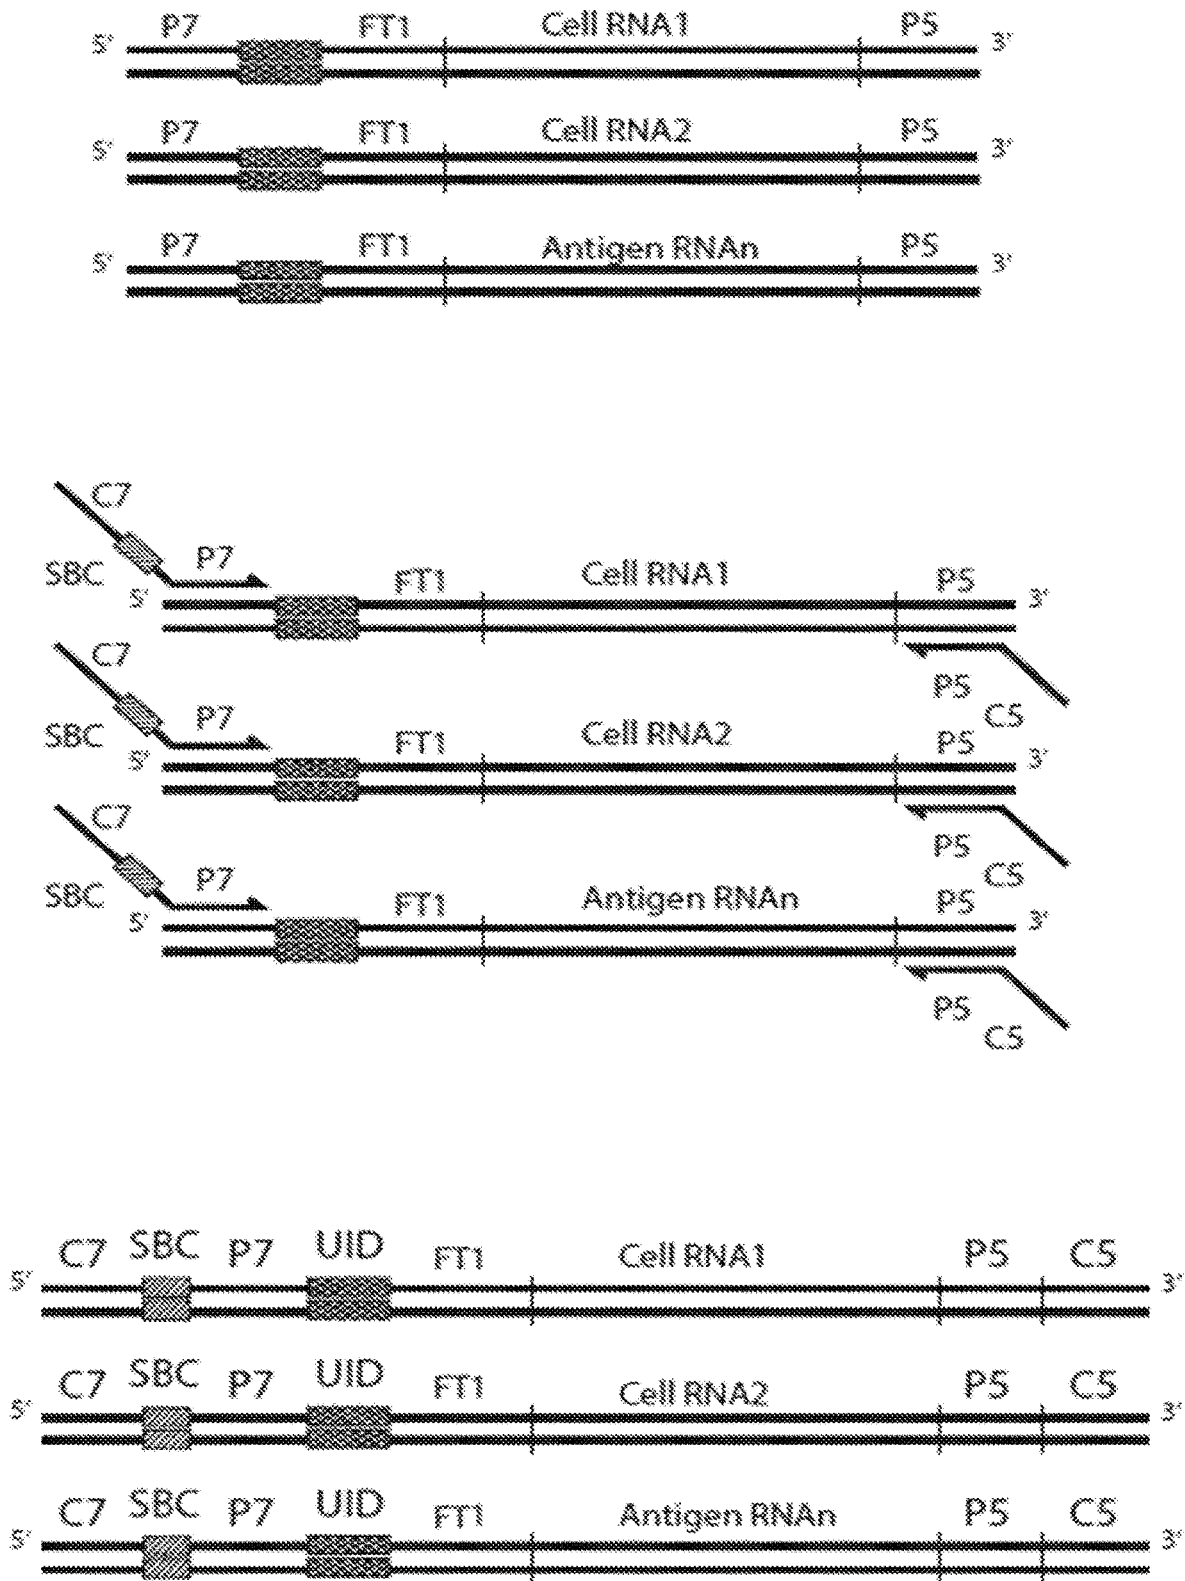 P7 FT1 Cell RNA1 P5
5' 3'
P7 FT1 Cell RNA2 P5
5' 3'
P7 FT1 Antigen RNAn P5
5' 3'
C7
SBC P7 FT1 Cell RNA1 P5
5' 3'
C7 P5
SBC P7 FT1 Cell RNA2 P5 C5
5' 3'
C7 P5
SBC P7 FT1 Antigen RNAn P5 C5
5' 3'
P5
C5
C7 SBC P7 UID FT1 Cell RNA1 P5 C5
5' 3'
C7 SBC P7 UID FT1 Cell RNA2 P5 C5
5' 3'
C7 SBC P7 UID FT1 Antigen RNAn P5 C5
5' 3'